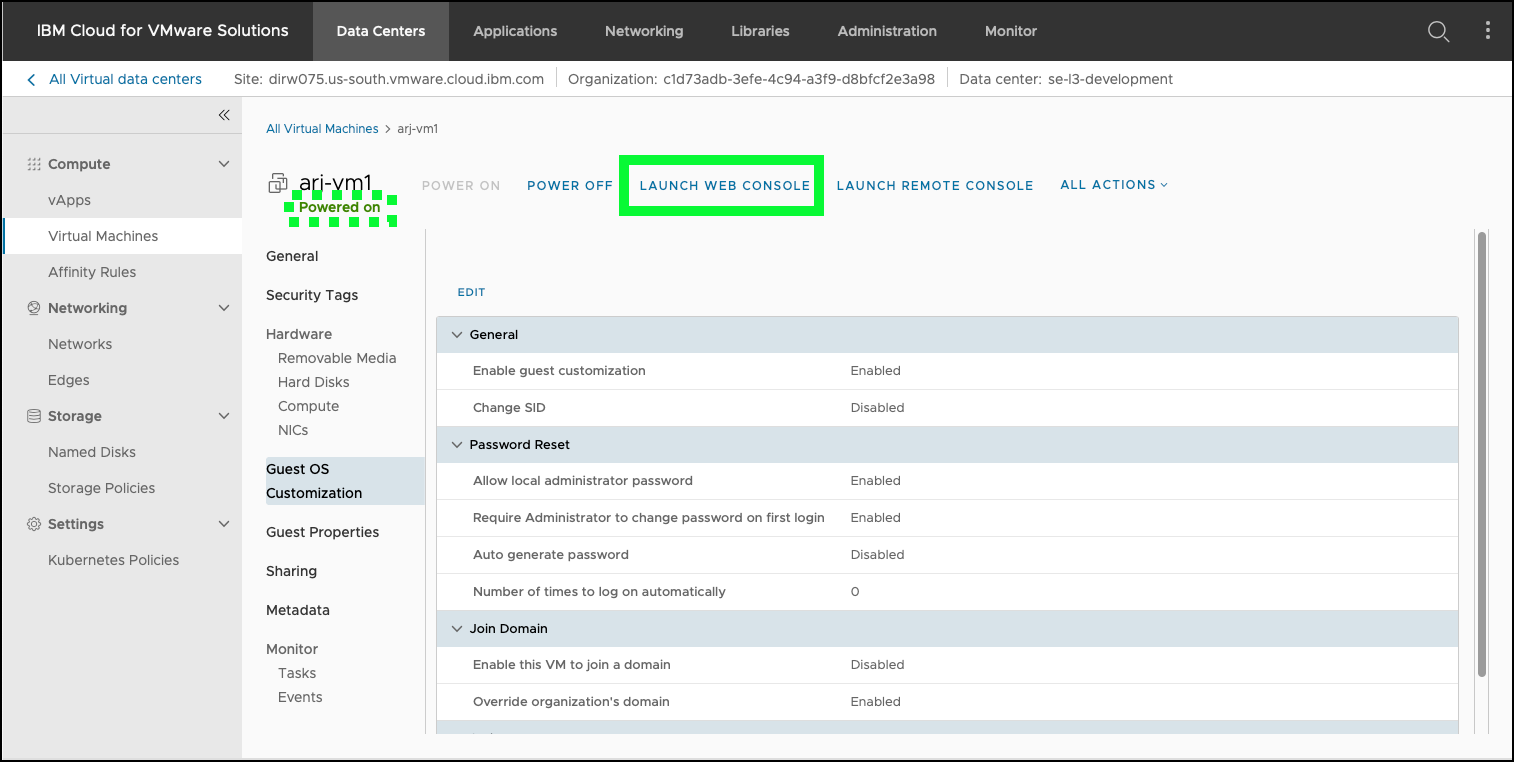 IBM Cloud for VMware Solutions Data Centers Applications Networking Libraries Administration Monitor
All Virtual data centers Site: dirw075.us-south.vmware.cloud.ibm.com Organization: c1d73adb-3efe-4c94-a3f9-d8bfcf2e3a98 Data center: se-l3-development
Compute
vApps
Virtual Machines
Affinity Rules
Networking
Networks
Edges
Storage
Named Disks
Storage Policies
Settings
Kubernetes Policies
All Virtual Machines > arj-vm1
arj-vm1
Powered on
POWER ON POWER OFF LAUNCH WEB CONSOLE LAUNCH REMOTE CONSOLE ALL ACTIONS
General
Security Tags
Hardware
Removable Media
Hard Disks
Compute
NICs
Guest OS
Customization
Guest Properties
Sharing
Metadata
Monitor
Tasks
Events
EDIT
General
Enable guest customization Enabled
Change SID Disabled
Password Reset
Allow local administrator password Enabled
Require Administrator to change password on first login Enabled
Auto generate password Disabled
Number of times to log on automatically 0
Join Domain
Enable this VM to join a domain Disabled
Override organization's domain Enabled